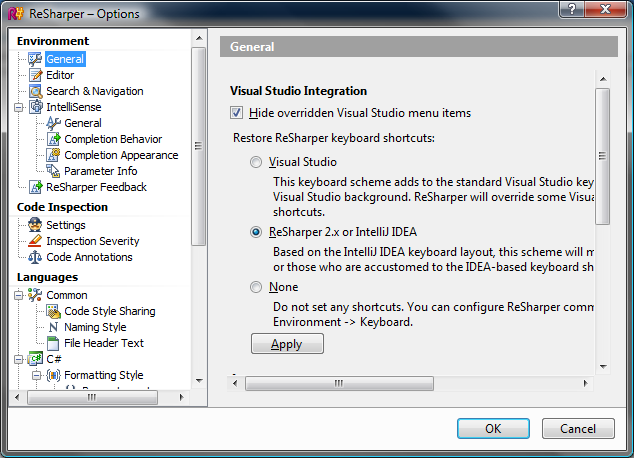 ReSharper – Options
Environment
General
Editor
Search & Navigation
IntelliSense
General
Completion Behavior
Completion Appearance
Parameter Info
ReSharper Feedback
Code Inspection
Settings
Inspection Severity
Code Annotations
Languages
Common
Code Style Sharing
N Naming Style
File Header Text
C# C#
Formatting Style
General
Visual Studio Integration
Hide overridden Visual Studio menu items
Restore ReSharper keyboard shortcuts:
Visual Studio
This keyboard scheme adds to the standard Visual Studio key
Visual Studio background. ReSharper will override some Visua
shortcuts.
ReSharper 2.x or IntelliJ IDEA
Based on the IntelliJ IDEA keyboard layout, this scheme will m
or those who are accustomed to the IDEA-based keyboard sh
None
Do not set any shortcuts. You can configure ReSharper comm
Environment -> Keyboard.
Apply
OK
Cancel